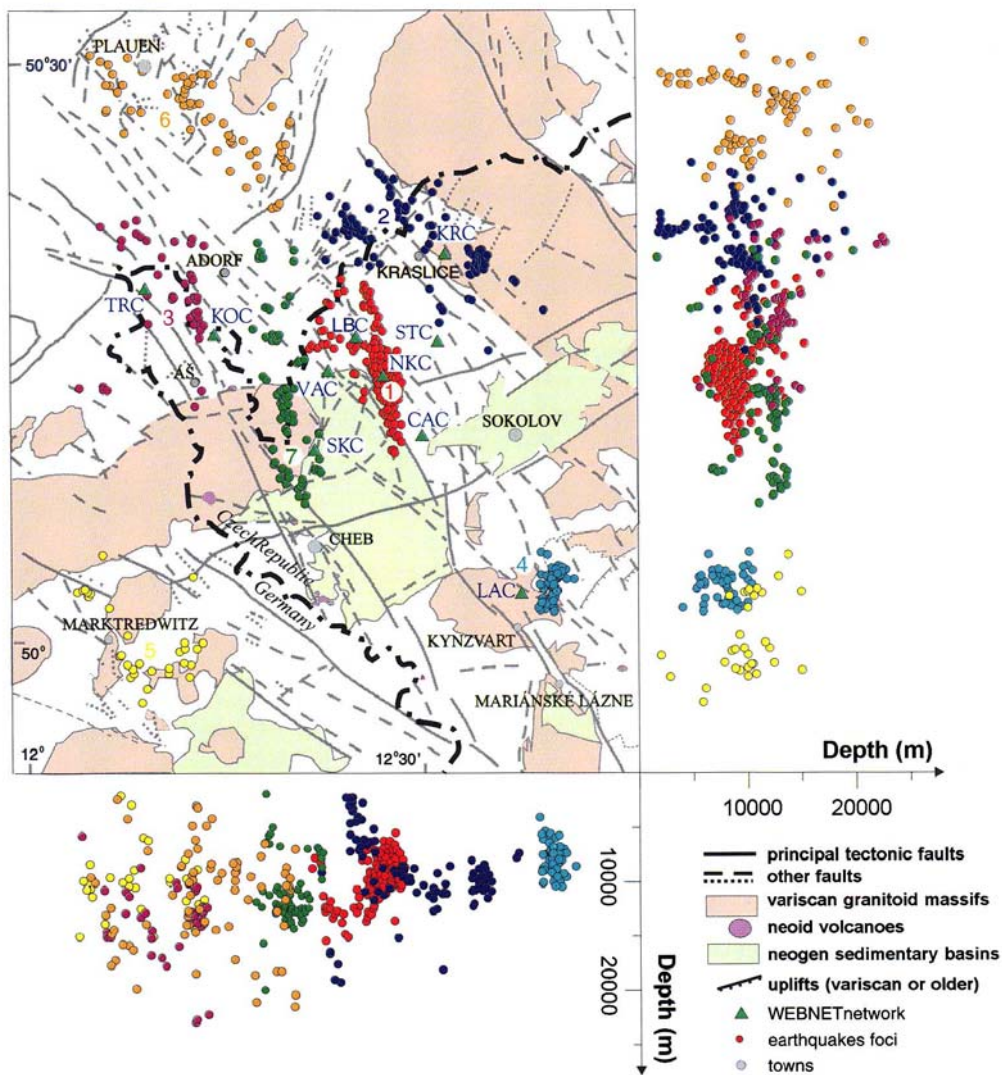 PLAUEN
50°30'
6
2
KRC
KRASLICE
ADORF
TRC
3
KOC
LBC
STC
NKC
AŠ
VAC
1
CAC
SOKOLOV
SKC
7
CHEB
CzechRepublic
Germany
4
LAC
KYNZVART
MARKTREDWITZ
5
50°
MARIÁNSKÉ LÁZNE
12°
12°30'
Depth (m)
10000
20000
10000
20000
Depth (m)
principal tectonic faults
other faults
variscan granitoid massifs
neoid volcanoes
neogen sedimentary basins
uplifts (variscan or older)
WEBNETnetwork
earthquakes foci
towns